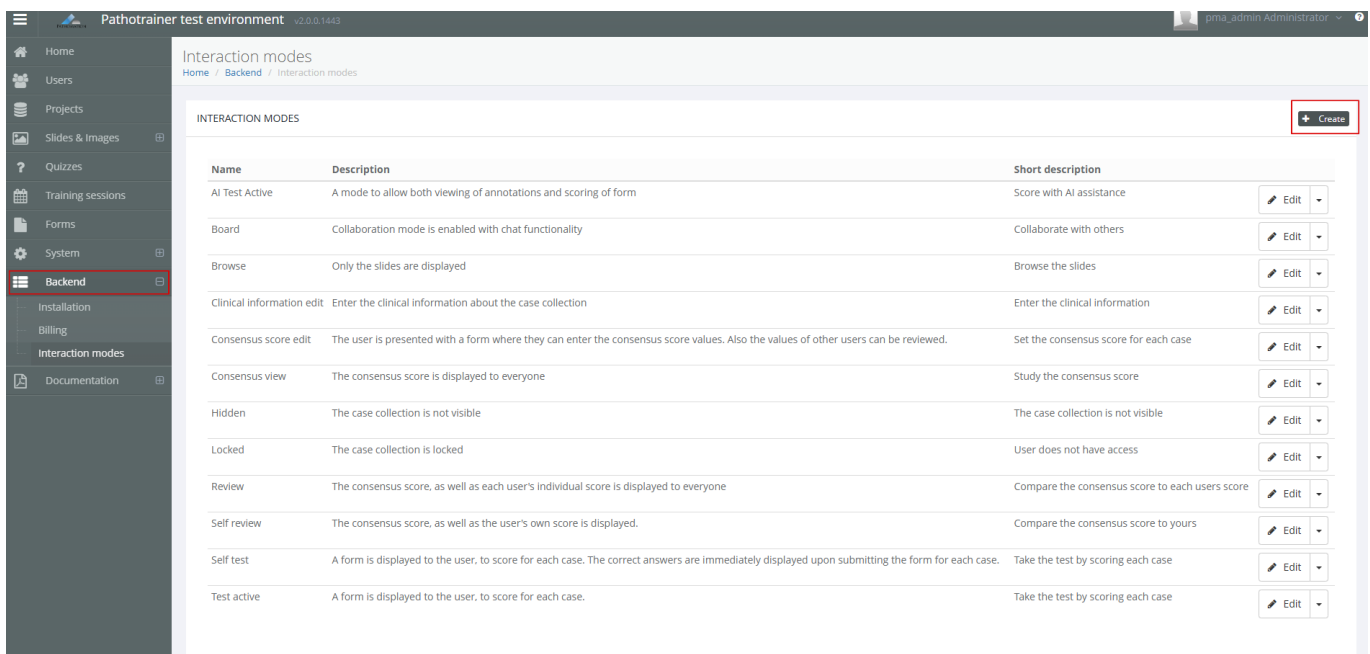 Pathotrainer test environment v2.0.0.1443
pma_admin Administrator
Home
Users
Projects
Slides & Images
Quizzes
Training sessions
Forms
System
Backend
Installation
Billing
Interaction modes
Documentation
Interaction modes
Home / Backend / Interaction modes
INTERACTION MODES
+ Create
Name Description Short description
AI Test Active A mode to allow both viewing of annotations and scoring of form Score with AI assistance Edit
Board Collaboration mode is enabled with chat functionality Collaborate with others Edit
Browse Only the slides are displayed Browse the slides Edit
Clinical information edit Enter the clinical information about the case collection Enter the clinical information Edit
Consensus score edit The user is presented with a form where they can enter the consensus score values. Also the values of other users can be reviewed. Set the consensus score for each case Edit
Consensus view The consensus score is displayed to everyone Study the consensus score Edit
Hidden The case collection is not visible The case collection is not visible Edit
Locked The case collection is locked User does not have access Edit
Review The consensus score, as well as each user's individual score is displayed to everyone Compare the consensus score to each users score Edit
Self review The consensus score, as well as the user's own score is displayed. Compare the consensus score to yours Edit
Self test A form is displayed to the user, to score for each case. The correct answers are immediately displayed upon submitting the form for each case. Take the test by scoring each case Edit
Test active A form is displayed to the user, to score for each case. Take the test by scoring each case Edit